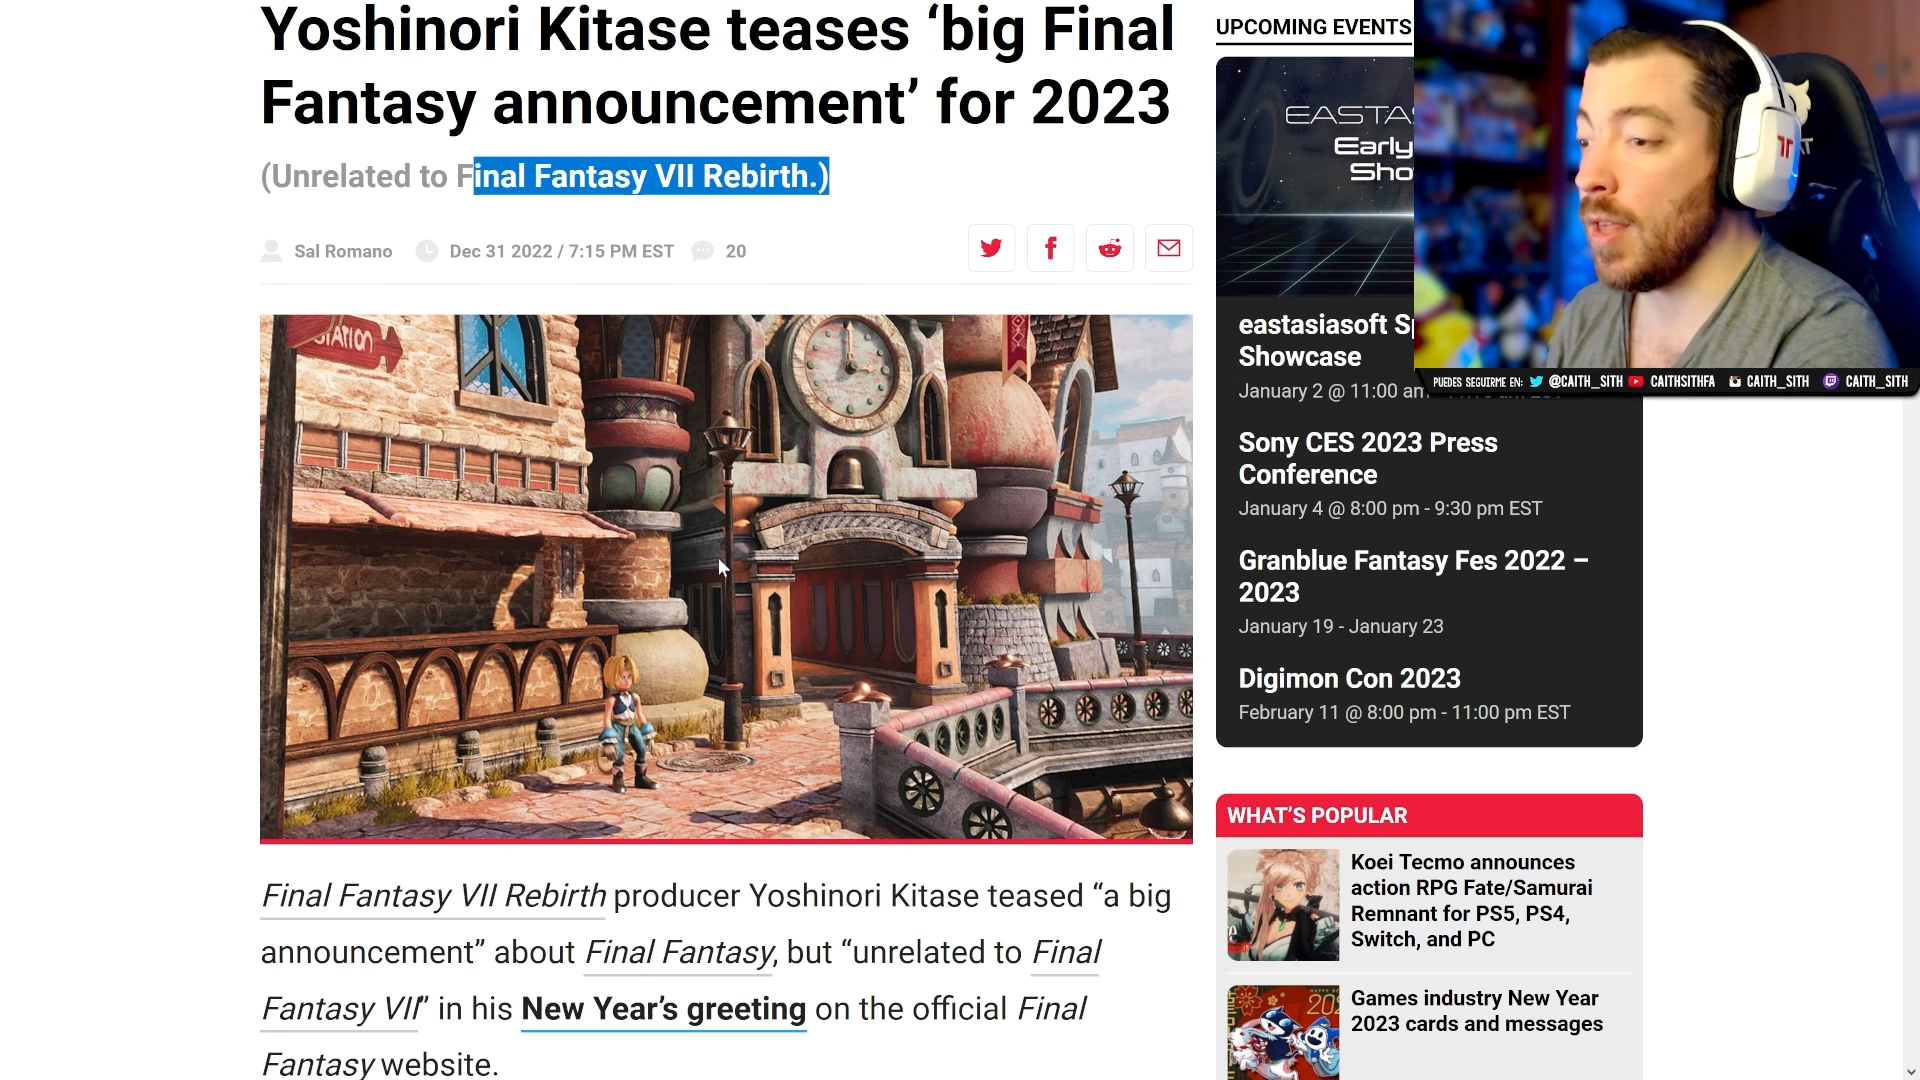 Yoshinori Kitase teases ‘big Final
Fantasy announcement’ for 2023
(Unrelated to Final Fantasy VII Rebirth.)
Sal Romano
Dec 31 2022 / 7:15 PM EST
20
STATION
Final Fantasy VII Rebirth producer Yoshinori Kitase teased “a big
announcement” about Final Fantasy, but “unrelated to Final
Fantasy VII” in his New Year’s greeting on the official Final
Fantasy website.
UPCOMING EVENTS
EASTAS
Early
Sho
eastasiasoft Sp
Showcase
January 2 @ 11:00 am
Sony CES 2023 Press
Conference
January 4 @ 8:00 pm - 9:30 pm EST
Granblue Fantasy Fes 2022 –
2023
January 19 - January 23
Digimon Con 2023
February 11 @ 8:00 pm - 11:00 pm EST
WHAT’S POPULAR
Koei Tecmo announces
action RPG Fate/Samurai
Remnant for PS5, PS4,
Switch, and PC
Games industry New Year
2023 cards and messages
PUEDES SEGUIRME EN: @CAITH_SITH CAITHSITHFA CAITH_SITH CAITH_SITH